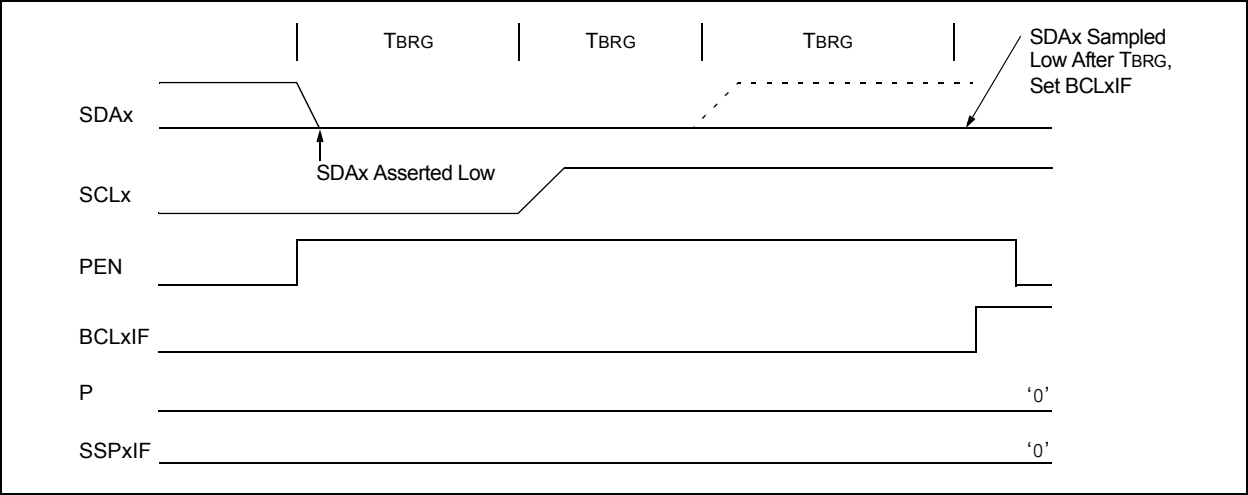 TBRG TBRG TBRG
SDAx Sampled
Low After TBRG,
Set BCLxIF
SDAx
SDAx Asserted Low
SCLx
PEN
BCLxIF
P ‘0’
SSPxIF ‘0’